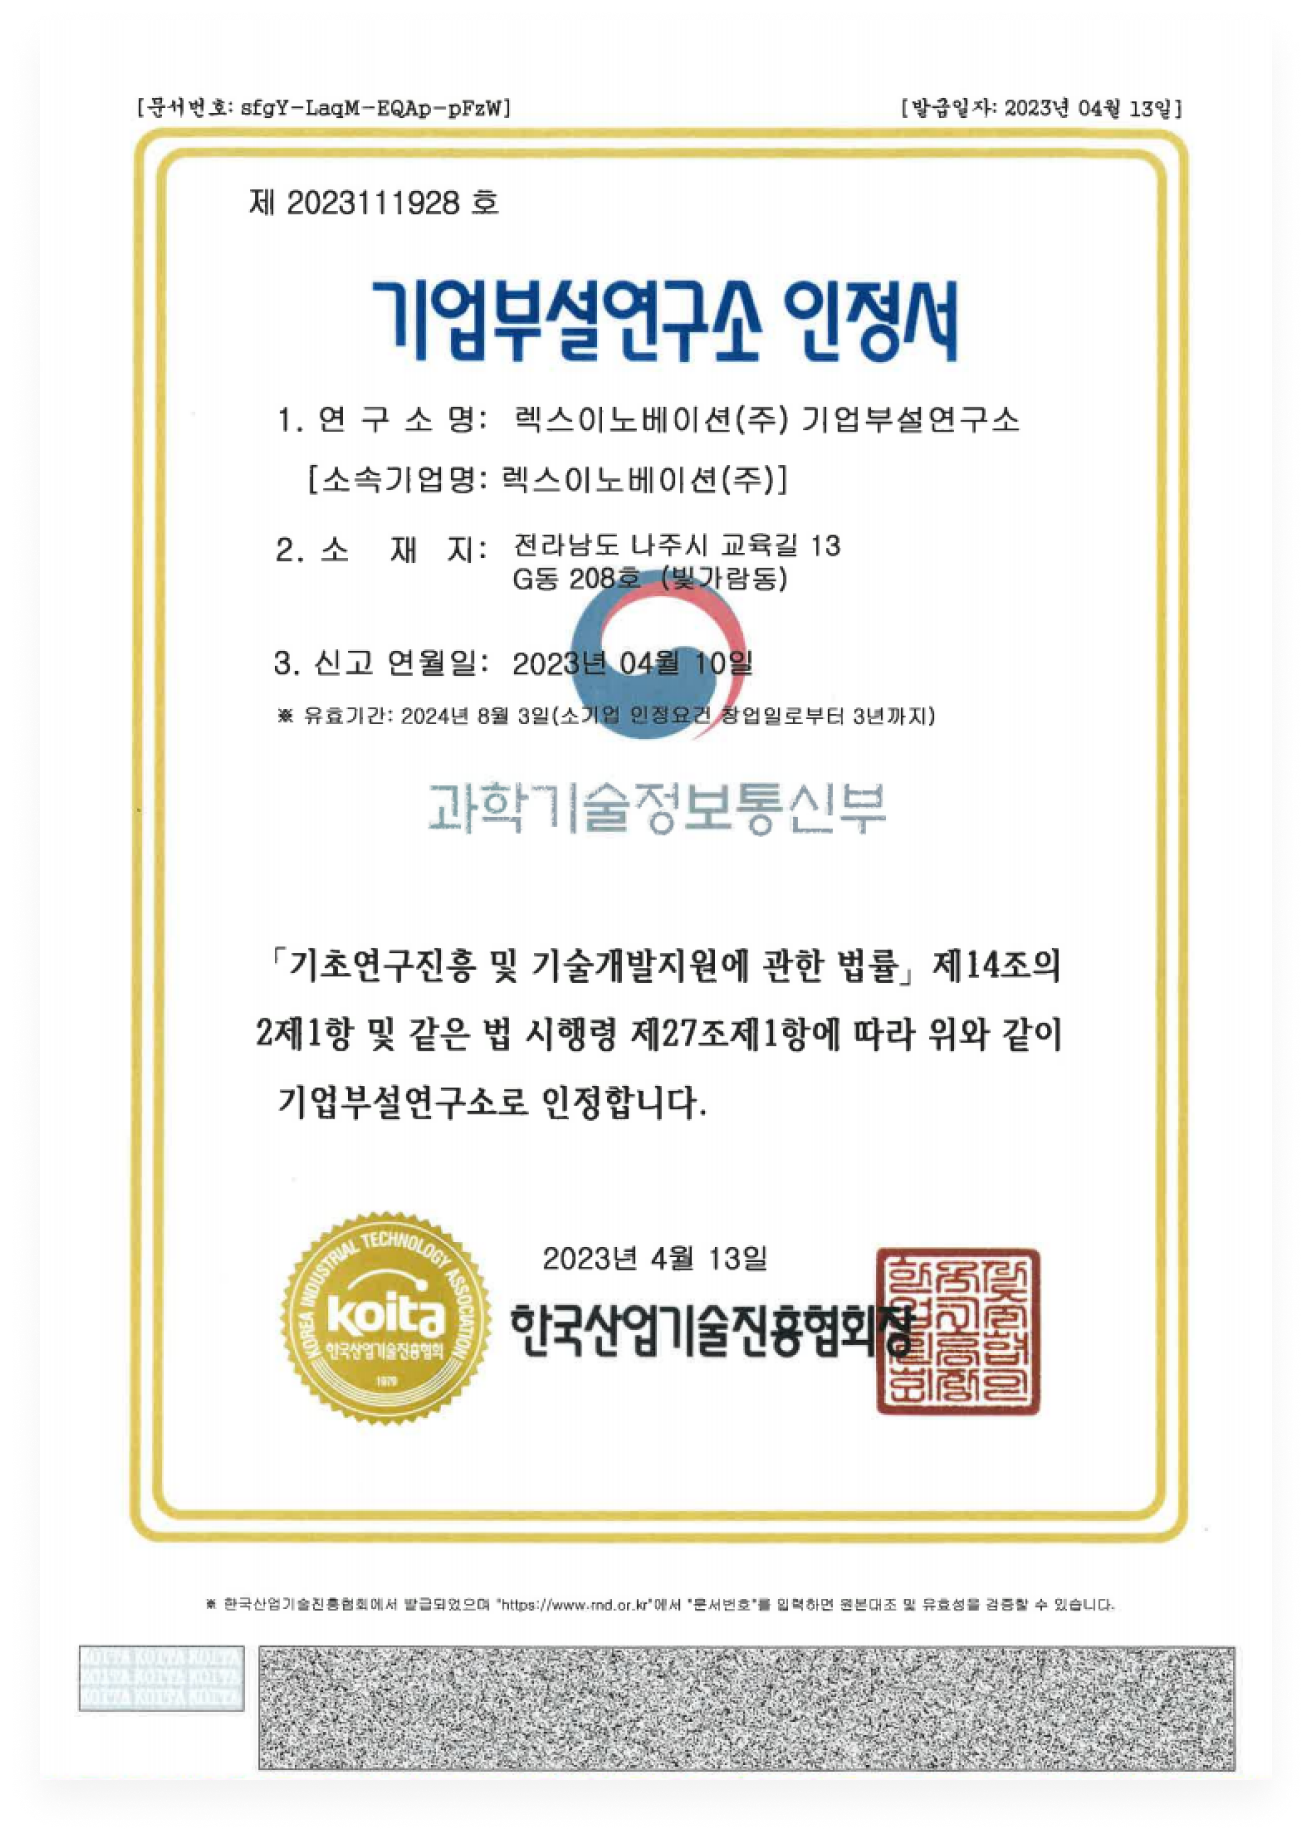 [문서번호: sfgY-LaqM-EQAp-pFzW]
[발급일자: 2023년 04월 13일]
제 2023111928 호
기업부설연구소 인정서
1. 연 구 소 명: 렉스이노베이션(주) 기업부설연구소
[소속기업명: 렉스이노베이션(주)]
2. 소 재 지: 전라남도 나주시 교육길 13
G동 208호 (빛가람동)
3. 신고 연월일: 2023년 04월 10일
※ 유효기간: 2024년 8월 3일(소기업 인정요건 창업일로부터 3년까지)
과학기술정보통신부
「기초연구진흥 및 기술개발지원에 관한 법률」 제14조의
2제1항 및 같은 법 시행령 제27조제1항에 따라 위와 같이
기업부설연구소로 인정합니다.
KOREA INDUSTRIAL TECHNOLOGY ASSOCIATION
koita
한국산업기술진흥협회
1979
2023년 4월 13일
한국산업기술진흥협회장
※ 한국산업기술진흥협회에서 발급되었으며 "https://www.rnd.or.kr"에서 "문서번호"를 입력하면 원본대조 및 유효성을 검증할 수 있습니다.
KOITA KOITA KOITA
KOITA KOITA KOITA
KOITA KOITA KOITA